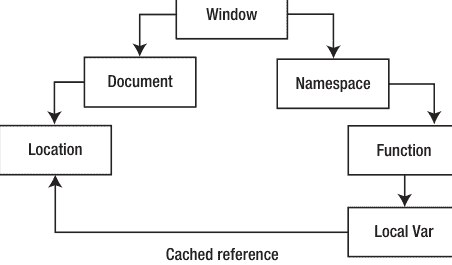 Window
Document
Namespace
Location
Function
Local Var
Cached reference